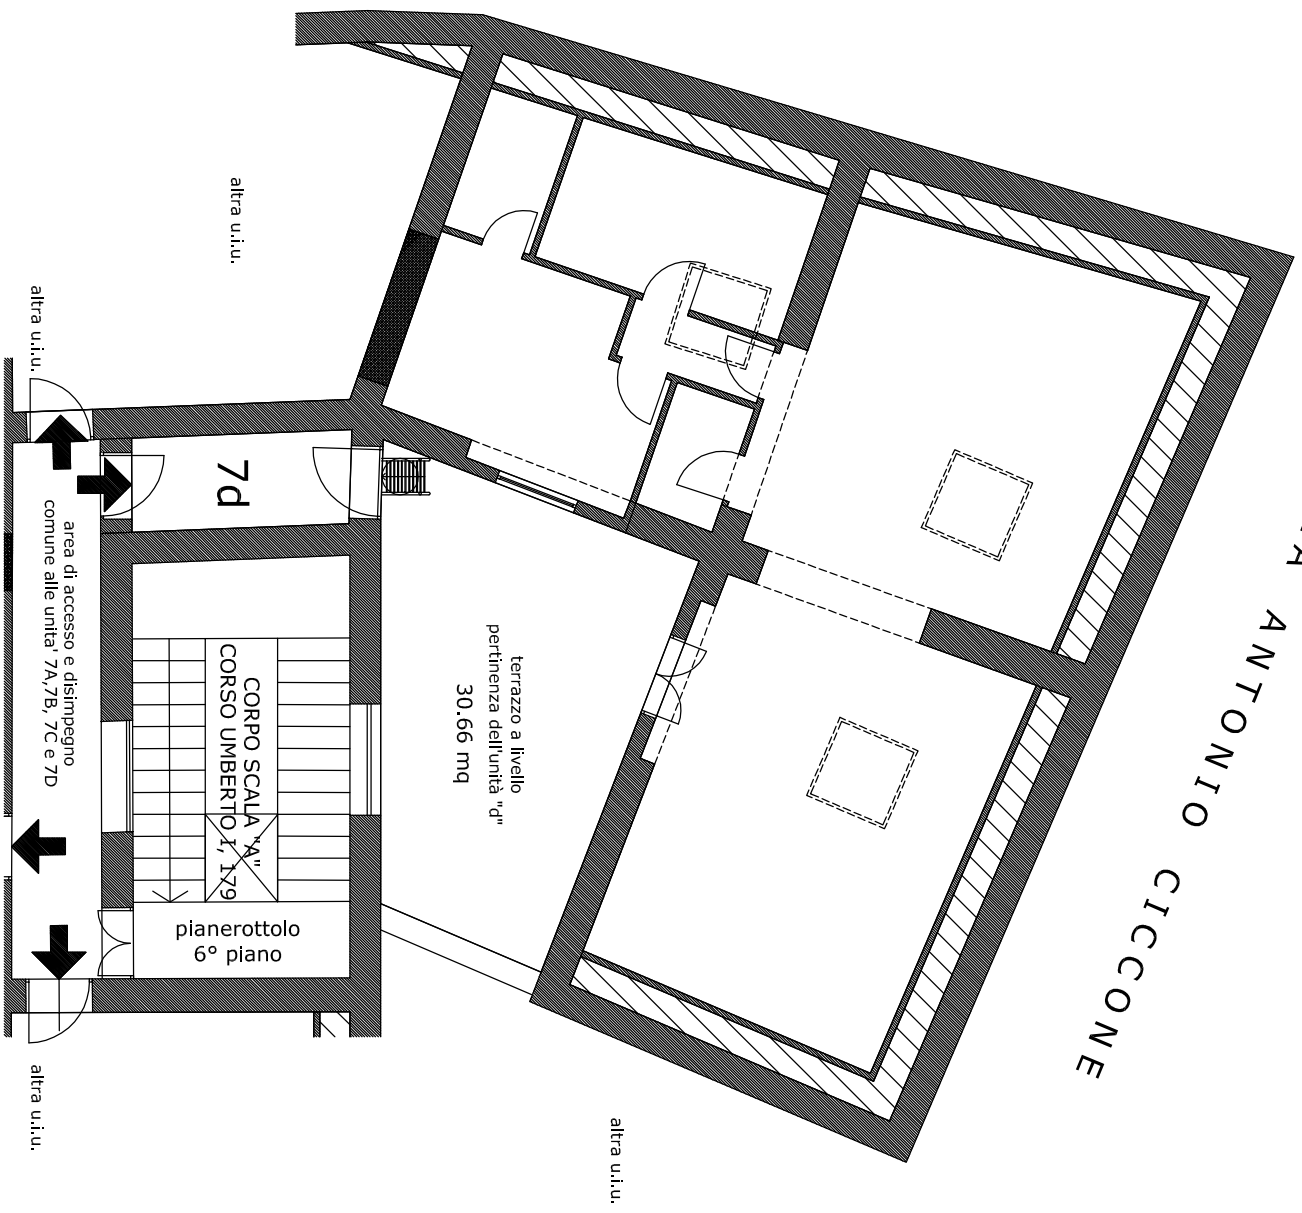 altra u.i.u.
altra u.i.u.
7d
area di accesso e disimpegno
comune alle unita' 7A,7B, 7C e 7D
CORPO SCALA "A"
CORSO UMBERTO I, 179
pianerottolo
6° piano
terrazzo a livello
pertinenza dell'unità "d"
30.66 mq
ANTONIO CICCONE
altra u.i.u.
altra u.i.u.